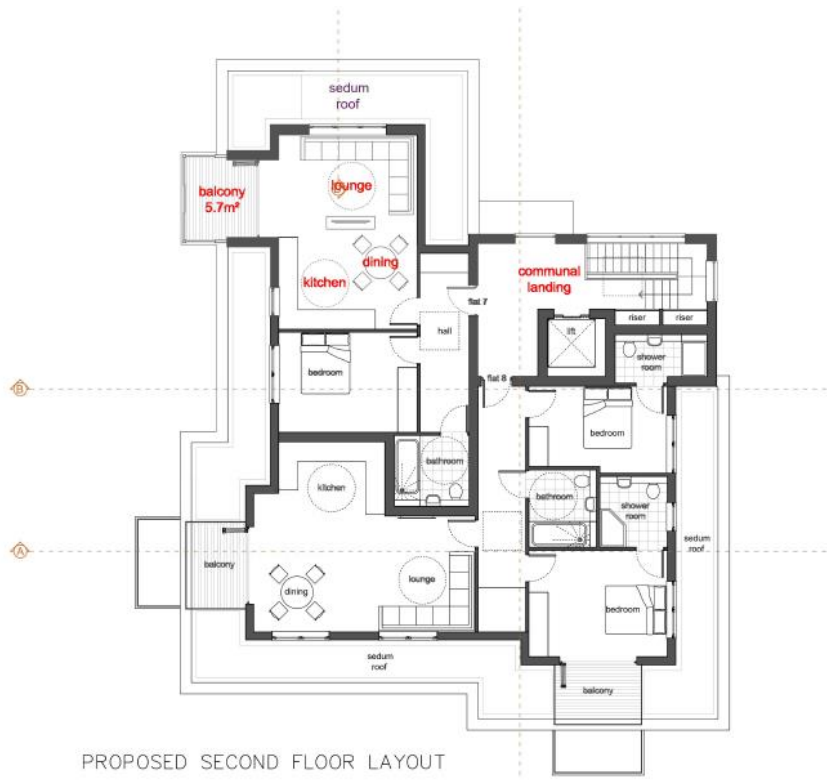 sedum
roof
balcony
5.7m²
lounge
dining
kitchen
communal
landing
flat 7
riser
riser
hall
lift
shower
room
bedroom
flat 8
B
bedroom
bathroom
kitchen
bathroom
shower
room
sedum
roof
A
balcony
lounge
dining
bedroom
sedum
roof
balcony
PROPOSED SECOND FLOOR LAYOUT